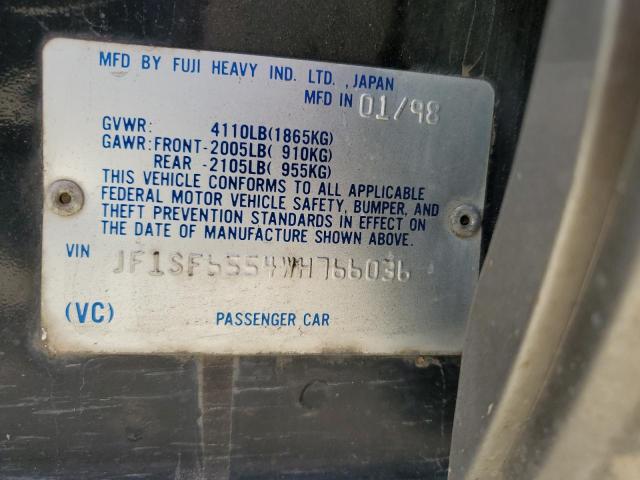 MFD BY FUJI HEAVY IND. LTD. ,JAPAN
MFD IN 01/98
GVWR: 4110LB(1865KG)
GAWR:FRONT-2005LB( 910KG)
REAR -2105LB( 955KG)
THIS VEHICLE CONFORMS TO ALL APPLICABLE
FEDERAL MOTOR VEHICLE SAFETY, BUMPER, AND
THEFT PREVENTION STANDARDS IN EFFECT ON
THE DATE OF MANUFACTURE SHOWN ABOVE.
VIN JF1SF6554WH766036
(VC) PASSENGER CAR